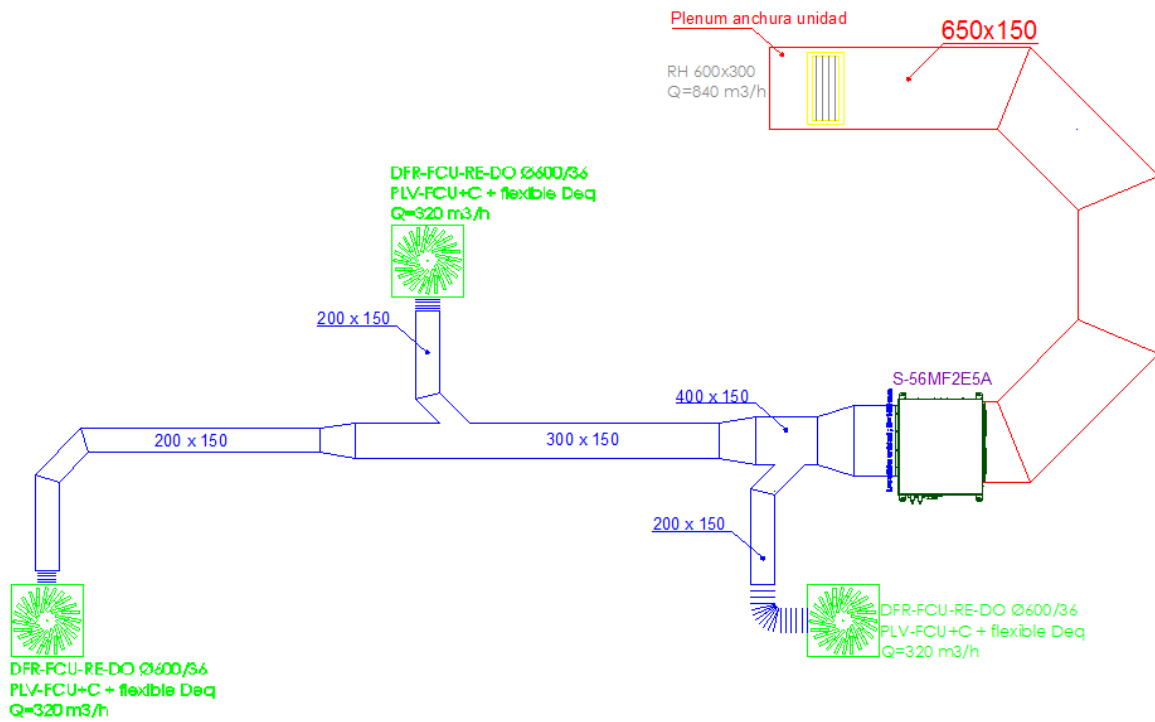 Plenum anchura unidad
650x150
RH 600x300
Q=840 m3/h
DFR-FCU-RE-DO Ø600/36
PLV-FCU+C + flexible Deq
Q=320 m3/h
200 x 150
S-56MF2E5A
400 x 150
200 x 150
300 x 150
200 x 150
DFR-FCU-RE-DO Ø600/36
PLV-FCU+C + flexible Deq
Q=320 m3/h
DFR-FCU-RE-DO Ø600/36
PLV-FCU+C + flexible Deq
Q=320 m3/h